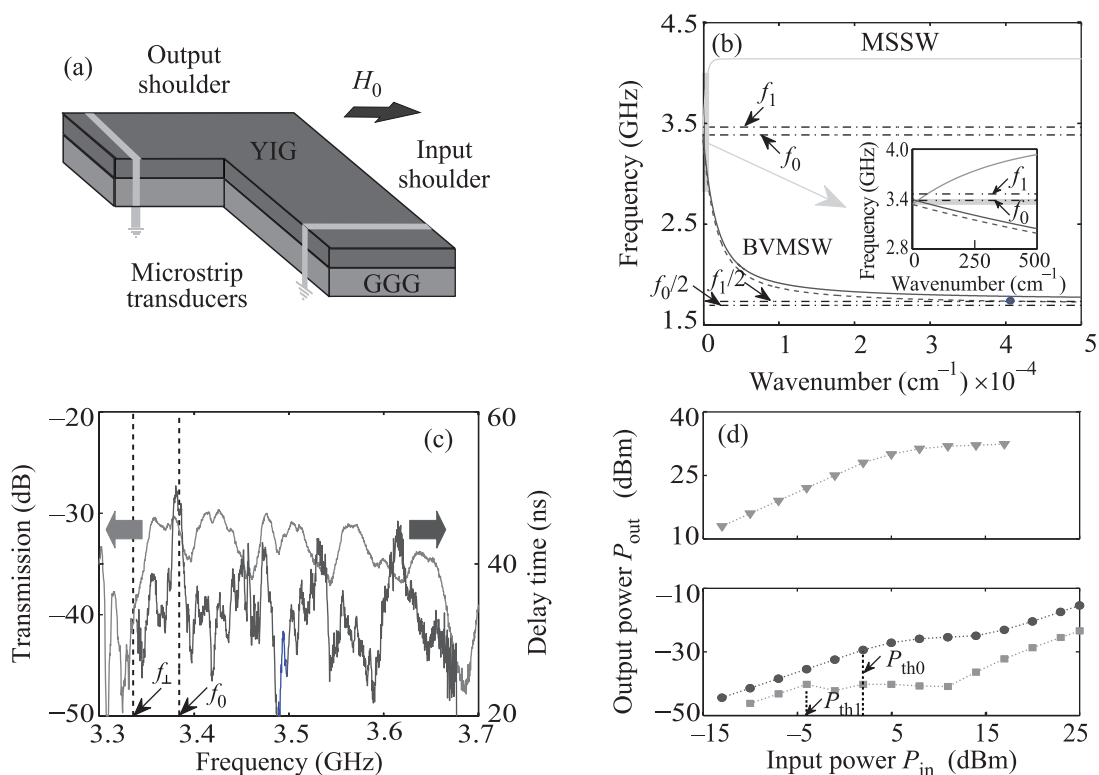 (a)
Output
shoulder
H0
YIG
Input
shoulder
Microstrip
transducers
GGG
(b)
MSSW
4.5
3.5
2.5
1.5
Frequency (GHz)
f1
f0
BVMSW
f0/2
f1/2
0 1 2 3 4 5
Wavenumber (cm−1) ×10−4
4.0
3.4
2.8
Frequency (GHz)
f1
f0
0 250 500
Wavenumber (cm−1)
(c)
−20
−30
−40
−50
Transmission (dB)
60
40
20
Delay time (ns)
f⊥
f0
3.3 3.4 3.5 3.6 3.7
Frequency (GHz)
(d)
40
25
10
−10
−30
−50
Output power Pout (dBm)
Pth0
Pth1
−15 −5 5 15 25
Input power Pin (dBm)